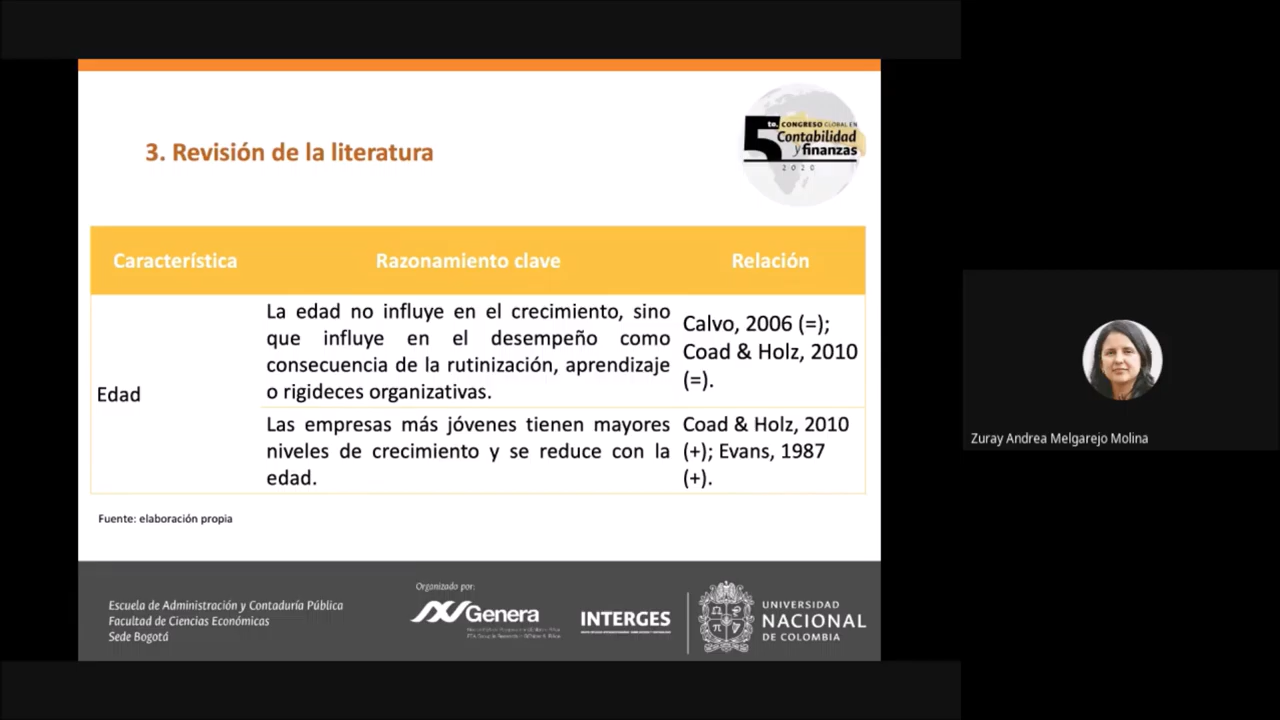 3. Revisión de la literatura
5to. CONGRESO GLOBAL EN
Contabilidad
y finanzas
2020
Característica
Razonamiento clave
Relación
Edad
La edad no influye en el crecimiento, sino
que influye en el desempeño como
consecuencia de la rutinización, aprendizaje
o rigideces organizativas.
Calvo, 2006 (=);
Coad & Holz, 2010
(=).
Las empresas más jóvenes tienen mayores
niveles de crecimiento y se reduce con la
edad.
Coad & Holz, 2010
(+); Evans, 1987
(+).
Fuente: elaboración propia
Escuela de Administración y Contaduría Pública
Facultad de Ciencias Económicas
Sede Bogotá
Organizado por:
Genera
INTERGES
UNIVERSIDAD
NACIONAL
DE COLOMBIA
Zuray Andrea Melgarejo Molina